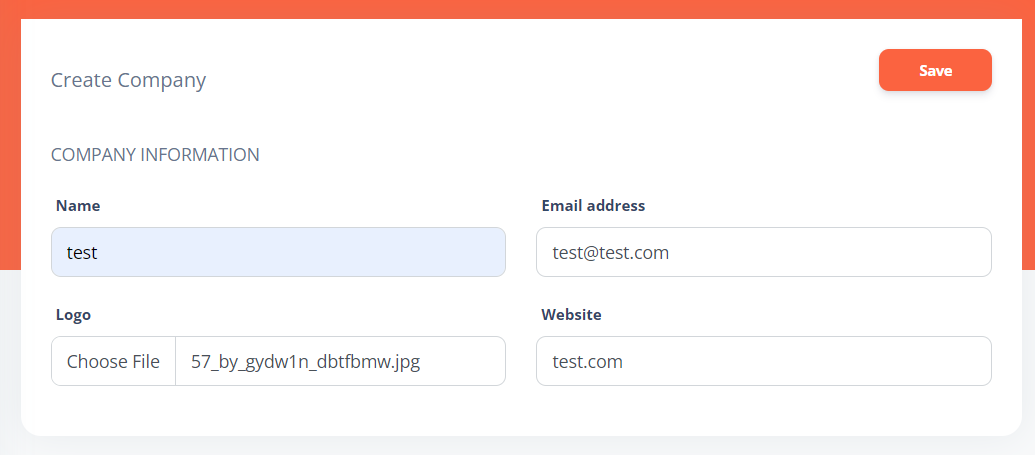 Create Company
Save
COMPANY INFORMATION
Name
Email address
test
test@test.com
Logo
Website
Choose File 57_by_gydw1n_dbtfbmw.jpg
test.com